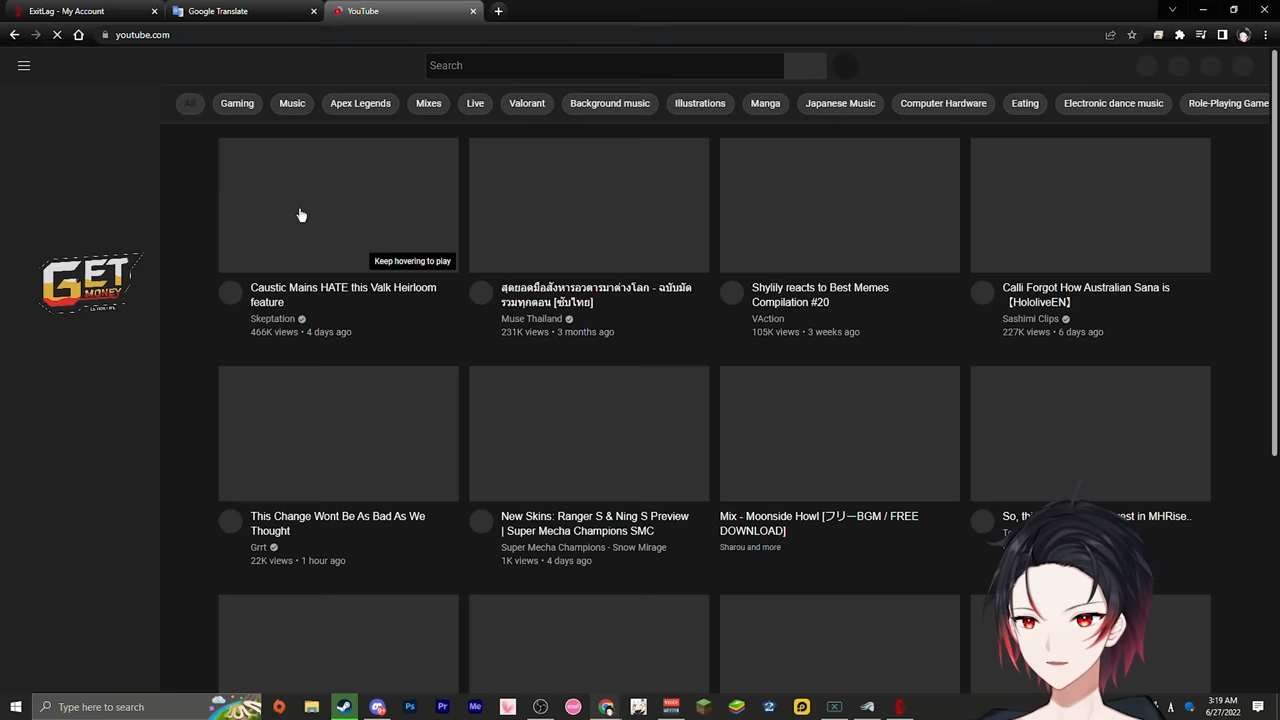 ExitLag - My Account
Google Translate
YouTube
youtube.com
Search
All
Gaming
Music
Apex Legends
Mixes
Live
Valorant
Background music
Illustrations
Manga
Japanese Music
Computer Hardware
Eating
Electronic dance music
Role-Playing Game
Keep hovering to play
GET
MONEY
Caustic Mains HATE this Valk Heirloom
feature
Skeptation
466K views • 4 days ago
สุดยอดมือสังหารอวตารมาต่างโลก - ฉบับมัด
รวมทุกตอน [ซับไทย]
Muse Thailand
231K views • 3 months ago
Shylily reacts to Best Memes
Compilation #20
VAction
105K views • 3 weeks ago
Calli Forgot How Australian Sana is
【HololiveEN】
Sashimi Clips
227K views • 6 days ago
This Change Wont Be As Bad As We
Thought
Grrt
22K views • 1 hour ago
New Skins: Ranger S & Ning S Preview
| Super Mecha Champions SMC
Super Mecha Champions - Snow Mirage
1K views • 4 days ago
Mix - Moonside Howl [フリーBGM / FREE
DOWNLOAD]
Sharou and more
So, thi
est in MHRise..
Type here to search
Ps
Pr
Me
3:19 AM
6/27/2022